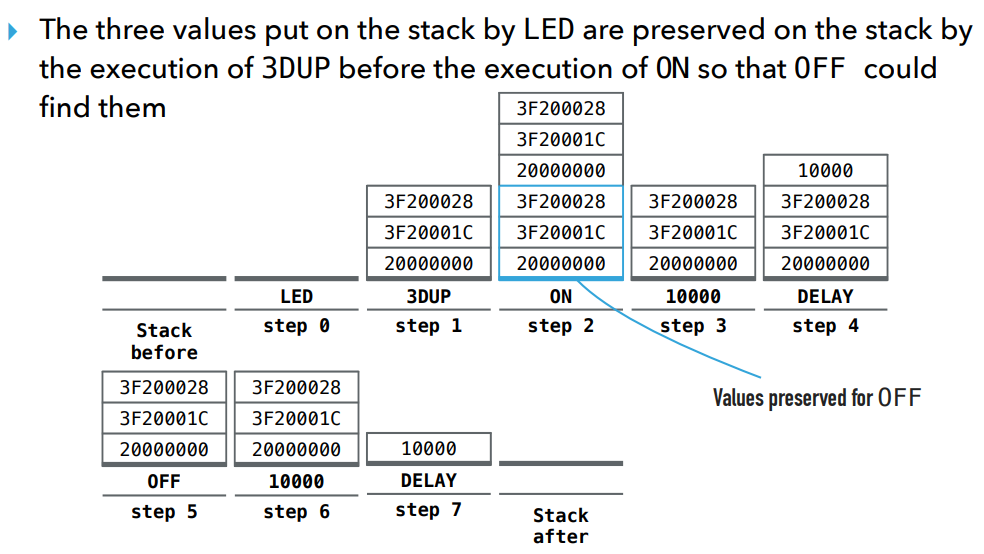 The three values put on the stack by LED are preserved on the stack by
the execution of 3DUP before the execution of ON so that OFF could
find them
3F200028
3F20001C
20000000 10000
3F200028 3F200028 3F200028 3F200028
3F20001C 3F20001C 3F20001C 3F20001C
20000000 20000000 20000000 20000000
LED 3DUP ON 10000 DELAY
Stack before step 0 step 1 step 2 step 3 step 4
3F200028 3F200028
3F20001C 3F20001C
Values preserved for OFF
20000000 20000000 10000
OFF 10000 DELAY
step 5 step 6 step 7 Stack after